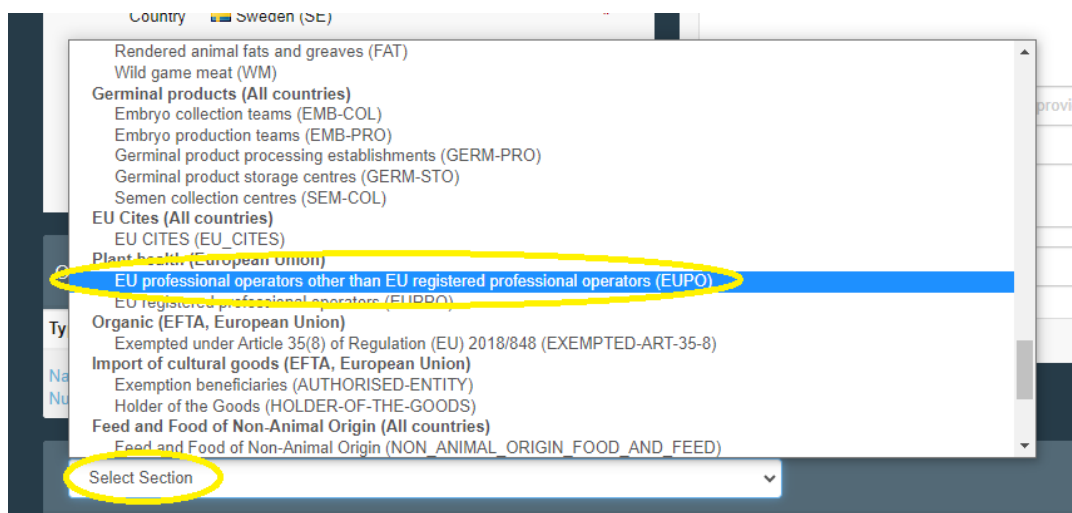 Country Sweden (SE)
Rendered animal fats and greaves (FAT)
Wild game meat (WM)
Germinal products (All countries)
Embryo collection teams (EMB-COL)
Embryo production teams (EMB-PRO)
Germinal product processing establishments (GERM-PRO)
Germinal product storage centres (GERM-STO)
Semen collection centres (SEM-COL)
EU Cites (All countries)
EU CITES (EU_CITES)
Plant health (European Union)
EU professional operators other than EU registered professional operators (EUPO)
EU registered professional operators (EURPO)
Organic (EFTA, European Union)
Exempted under Article 35(8) of Regulation (EU) 2018/848 (EXEMPTED-ART-35-8)
Import of cultural goods (EFTA, European Union)
Exemption beneficiaries (AUTHORISED-ENTITY)
Holder of the Goods (HOLDER-OF-THE-GOODS)
Feed and Food of Non-Animal Origin (All countries)
Feed and Food of Non-Animal Origin (NON_ANIMAL_ORIGIN_FOOD_AND_FEED)
Select Section
provi
Ty
Na
Nu